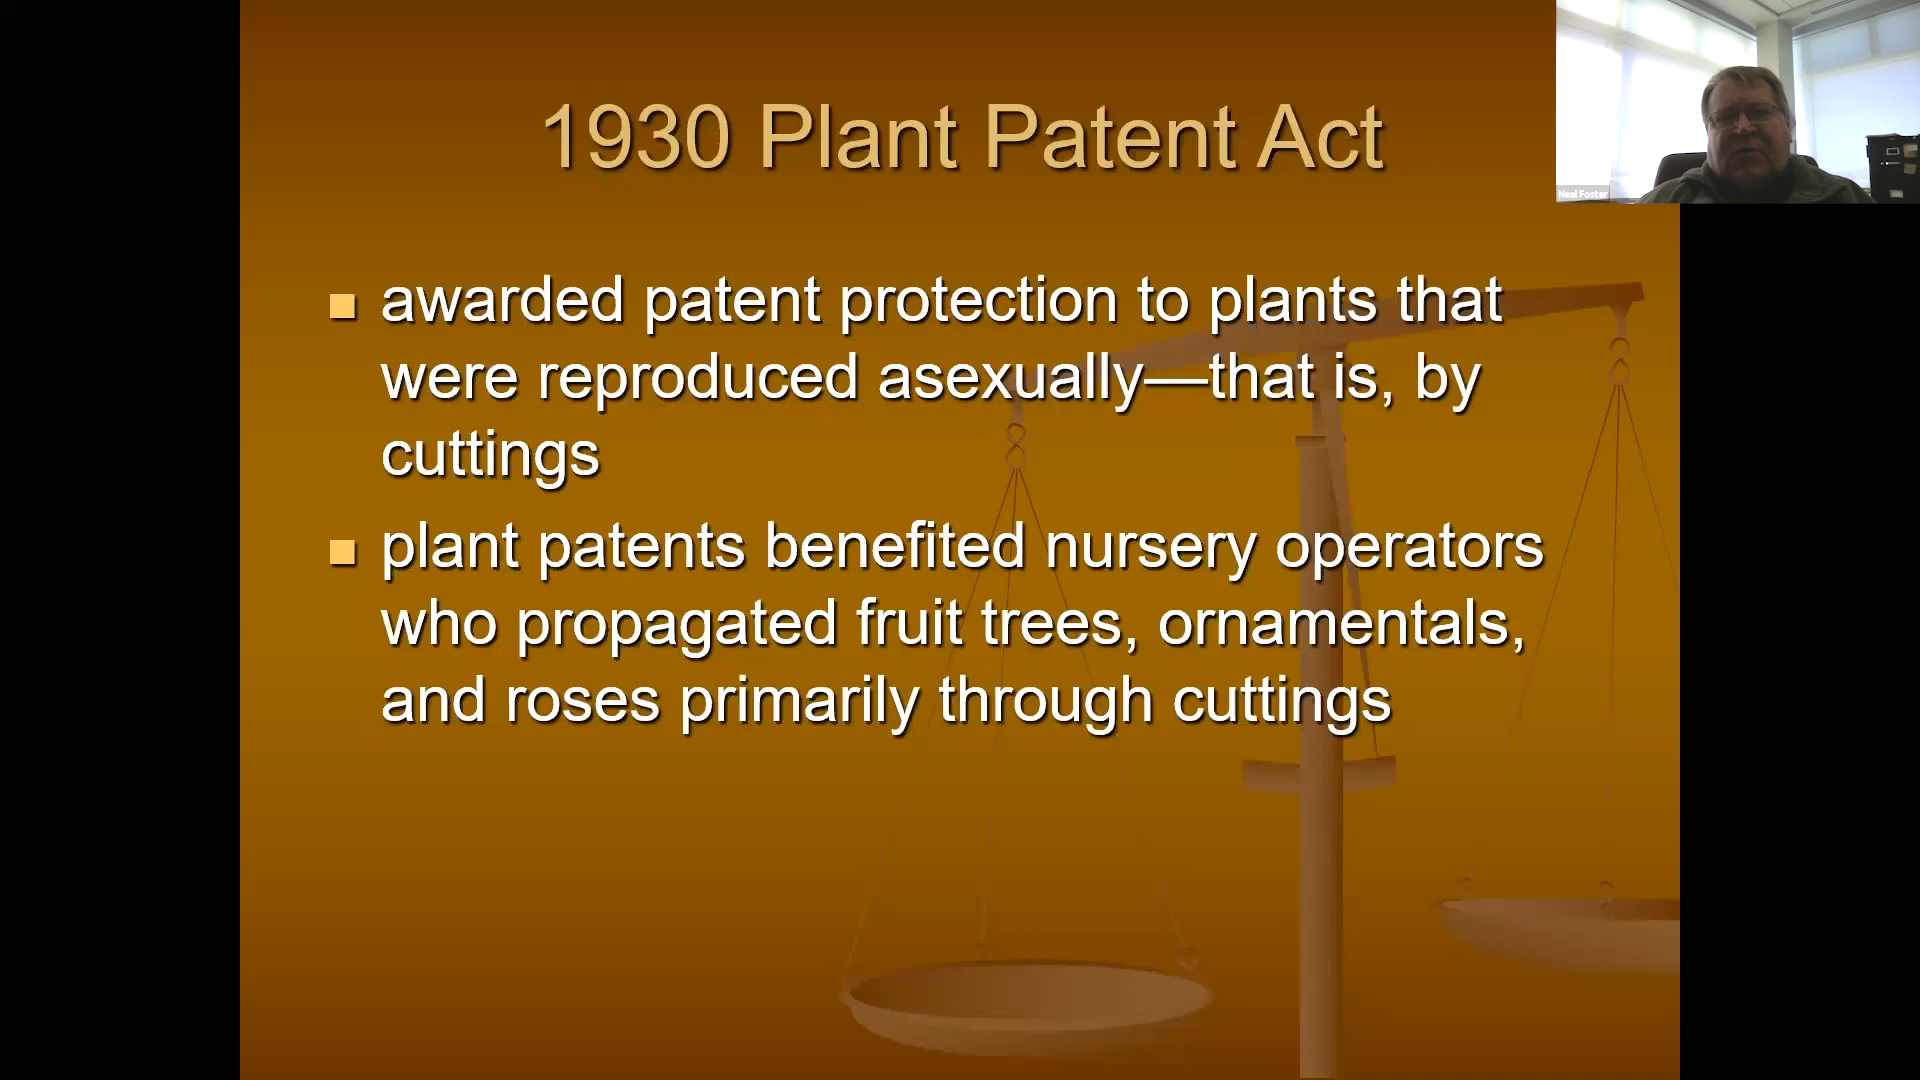 1930 Plant Patent Act
Neal Foster
awarded patent protection to plants that
were reproduced asexually—that is, by
cuttings
plant patents benefited nursery operators
who propagated fruit trees, ornamentals,
and roses primarily through cuttings